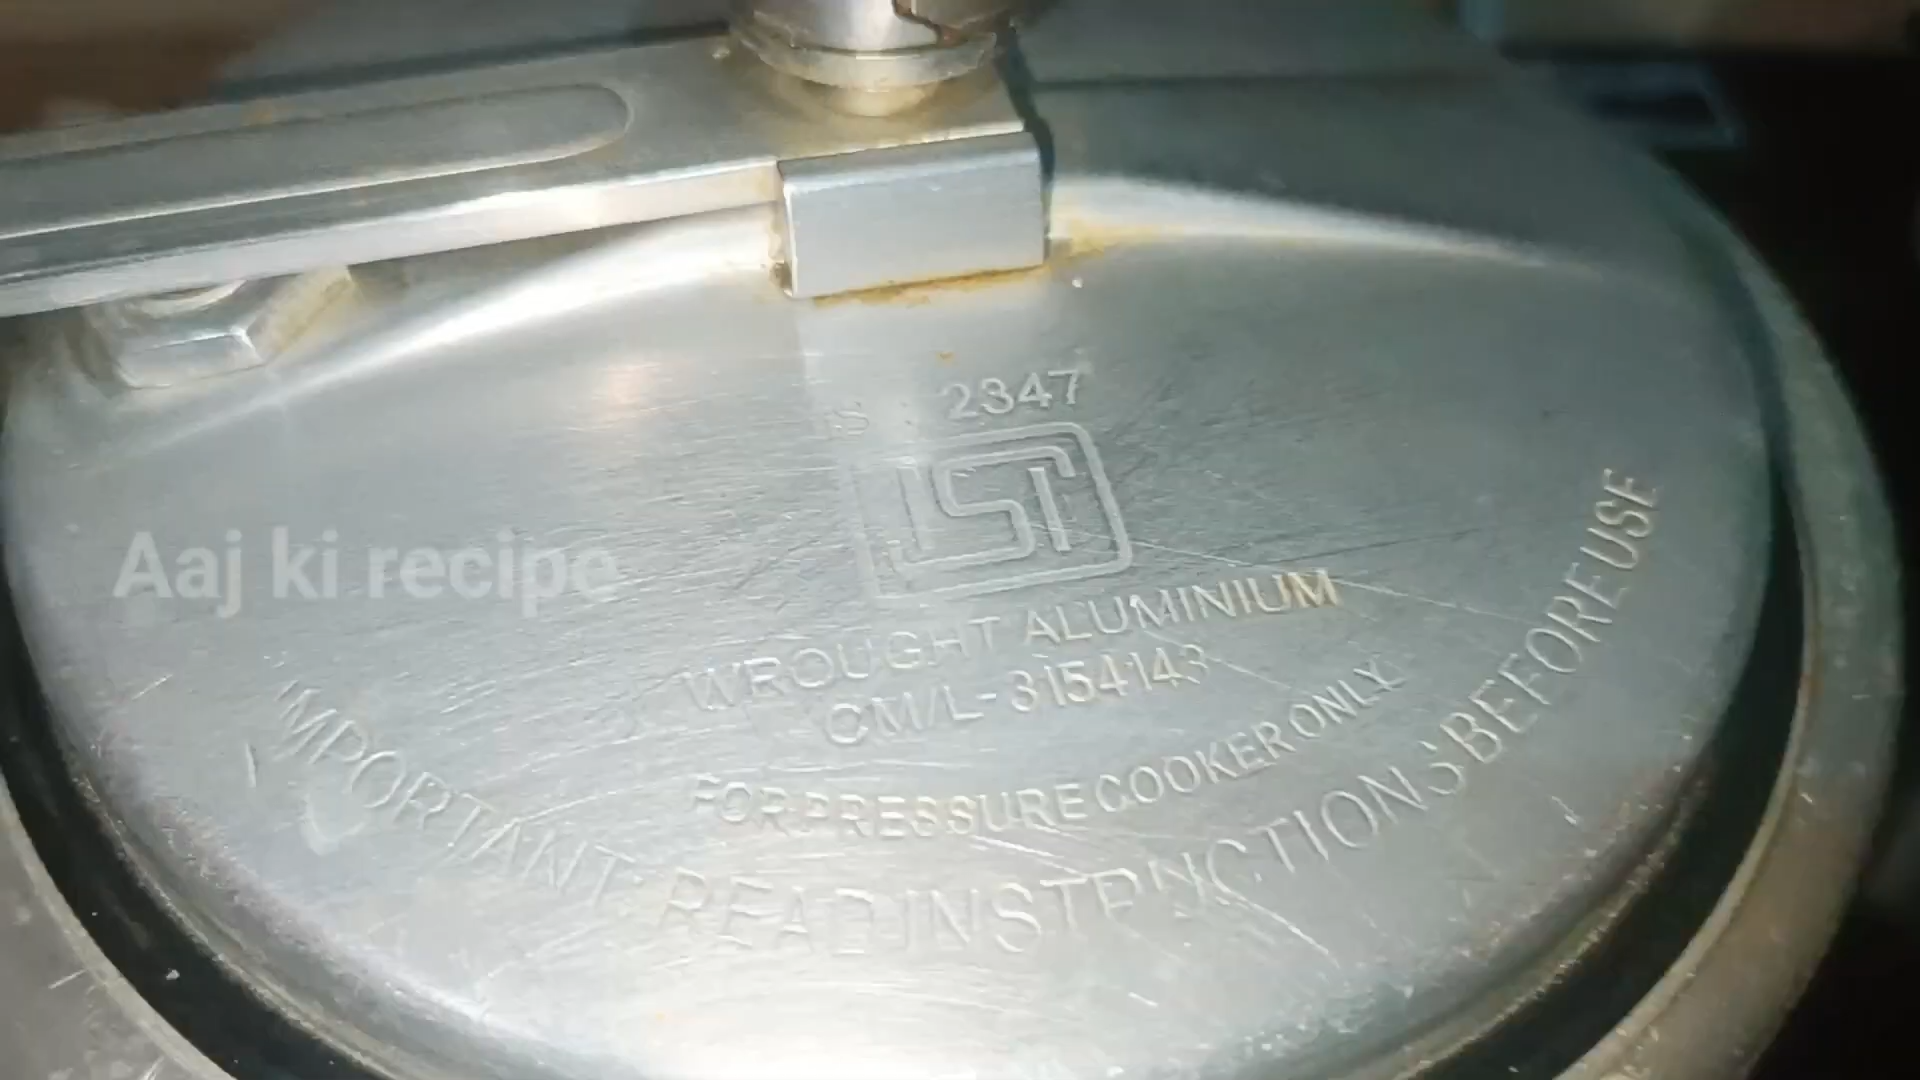 IS : 2347
ISI
WROUGHT ALUMINIUM
CM/L-3154143
FOR PRESSURE COOKER ONLY
IMPORTANT: READ INSTRUCTIONS BEFORE USE
Aaj ki recipe